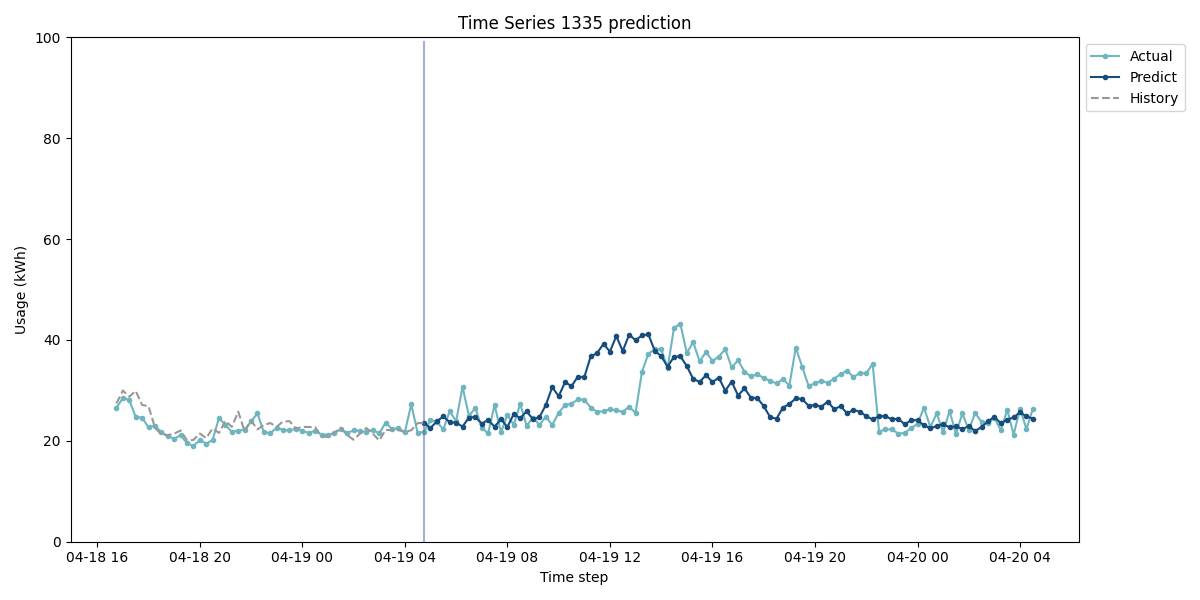 Time Series 1335 prediction
100
80
60
40
20
0
Usage (kWh)
04-18 16
04-18 20
04-19 00
04-19 04
04-19 08
04-19 12
04-19 16
04-19 20
04-20 00
04-20 04
Time step
Actual
Predict
History